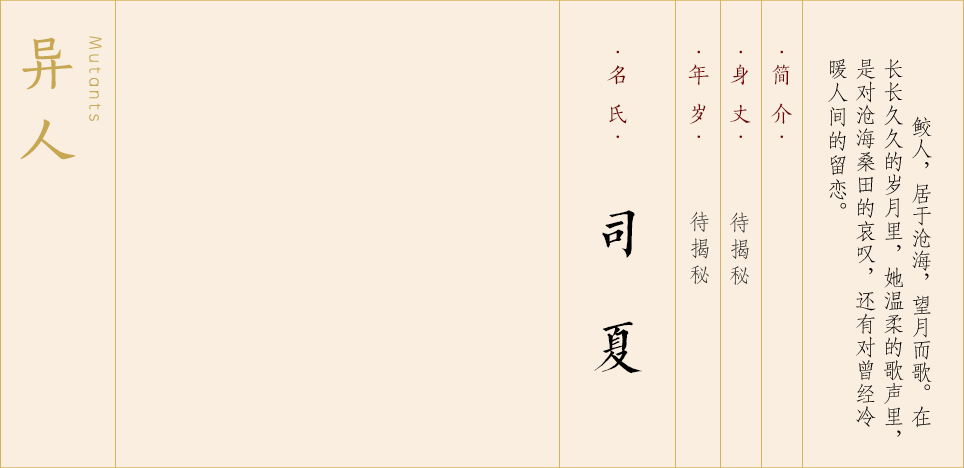 异人
Mutants
·名氏·
司夏
·年岁·
待揭秘
·身丈·
待揭秘
·简介·
鲛人，居于沧海，望月而歌。在
长长久久的岁月里，她温柔的歌声里，
是对沧海桑田的哀叹，还有对曾经冷
暖人间的留恋。